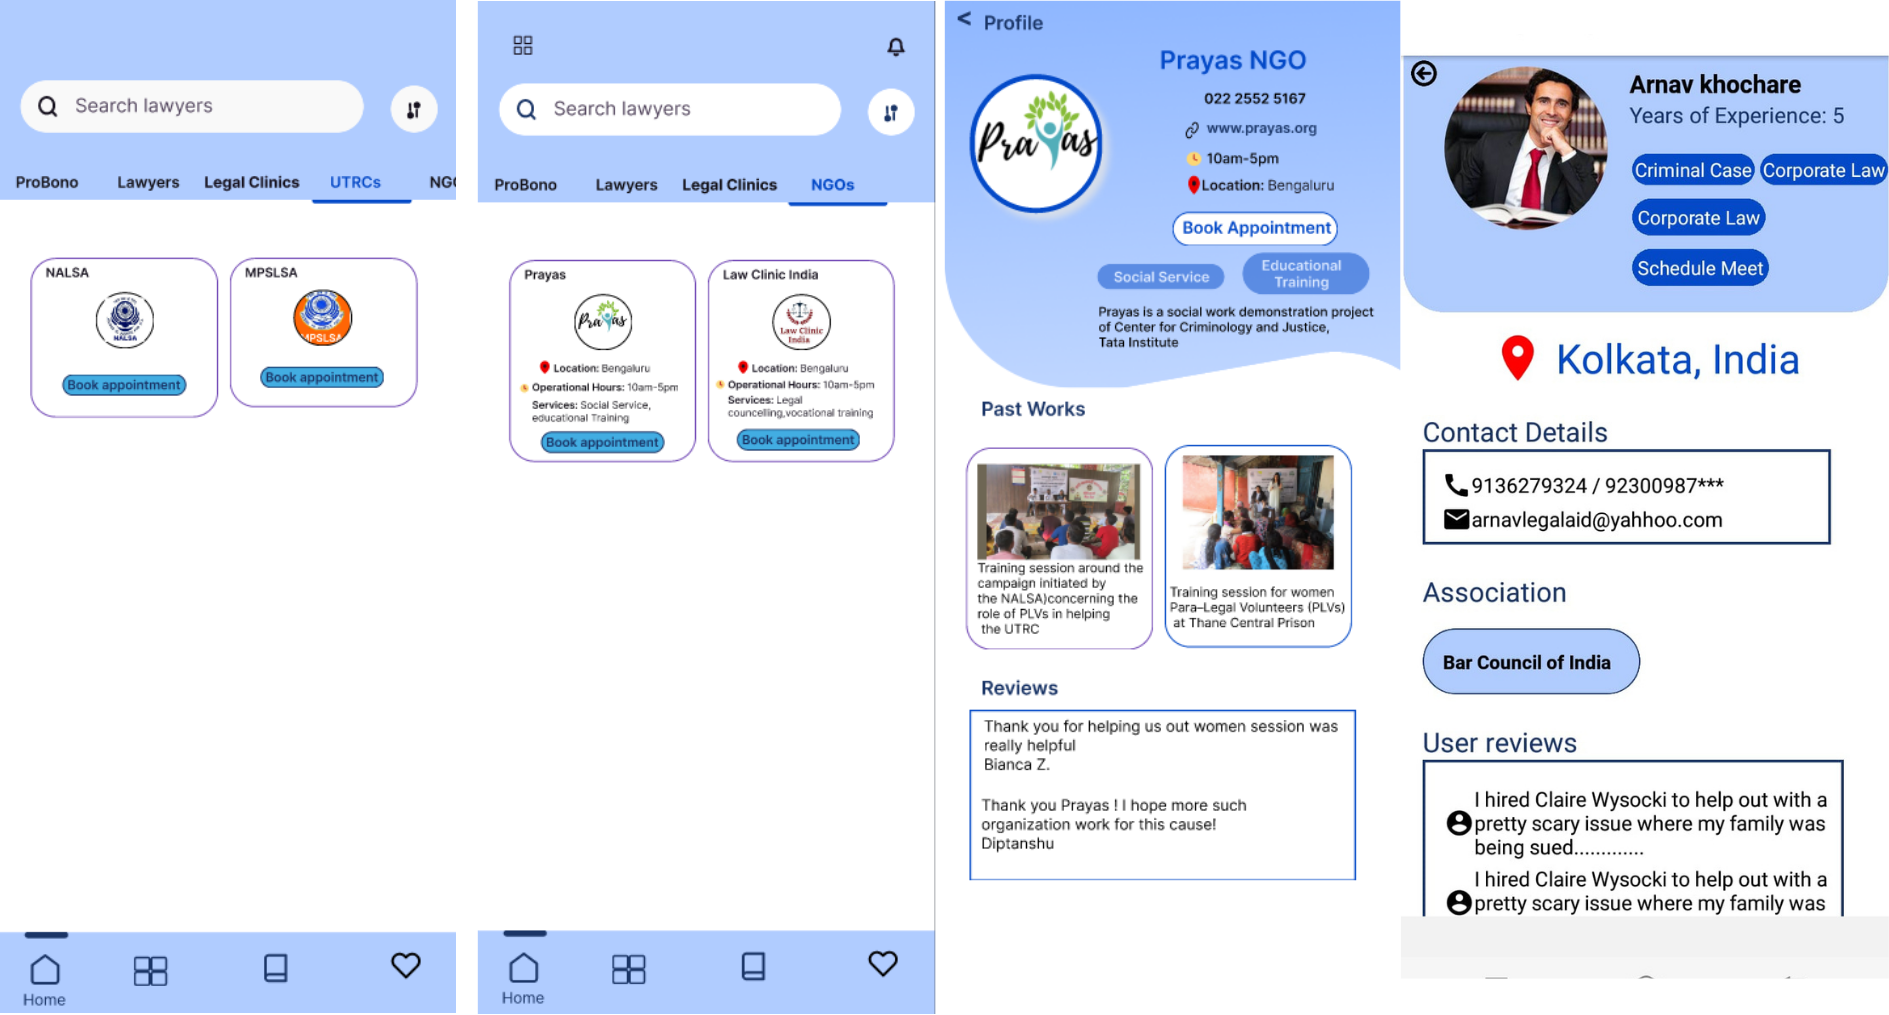 Search lawyers
ProBono Lawyers Legal Clinics UTRCs NG
NALSA
NALSA
Book appointment
MPSLSA
MPSLSA
Book appointment
Home
Search lawyers
ProBono Lawyers Legal Clinics NGOs
Prayas
Prayas
Location: Bengaluru
Operational Hours: 10am-5pm
Services: Social Service,
educational Training
Book appointment
Law Clinic India
Law Clinic
India
Location: Bengaluru
Operational Hours: 10am-5pm
Services: Legal
councelling,vocational training
Book appointment
Home
< Profile
Prayas NGO
Prayas
022 2552 5167
www.prayas.org
10am-5pm
Location: Bengaluru
Book Appointment
Social Service
Educational
Training
Prayas is a social work demonstration project
of Center for Criminology and Justice,
Tata Institute
Past Works
Training session around the
campaign initiated by
the NALSA)concerning the
role of PLVs in helping
the UTRC
Training session for women
Para–Legal Volunteers (PLVs)
at Thane Central Prison
Reviews
Thank you for helping us out women session was
really helpful
Bianca Z.
Thank you Prayas ! I hope more such
organization work for this cause!
Diptanshu
Arnav khochare
Years of Experience: 5
Criminal Case Corporate Law
Corporate Law
Schedule Meet
Kolkata, India
Contact Details
9136279324 / 92300987***
arnavlegalaid@yahhoo.com
Association
Bar Council of India
User reviews
I hired Claire Wysocki to help out with a
pretty scary issue where my family was
being sued.............
I hired Claire Wysocki to help out with a
pretty scary issue where my family was